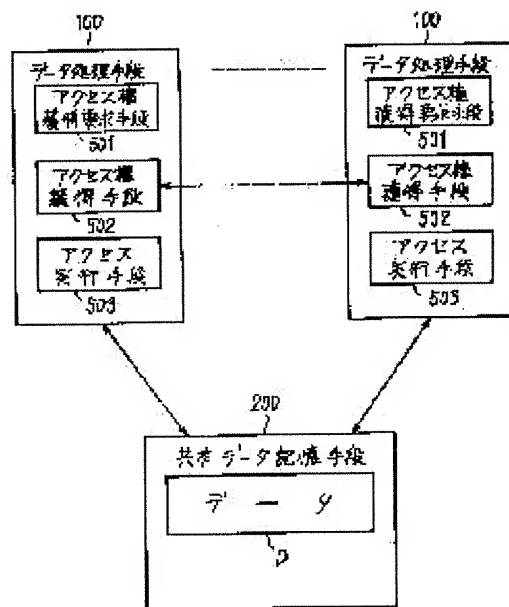 100
データ処理手段
アクセス権
獲得要求手段
501
アクセス権
獲得手段
502
アクセス
実行手段
503
100
データ処理手段
アクセス権
獲得要求手段
501
アクセス権
獲得手段
502
アクセス
実行手段
503
200
共有データ記憶手段
データ
D